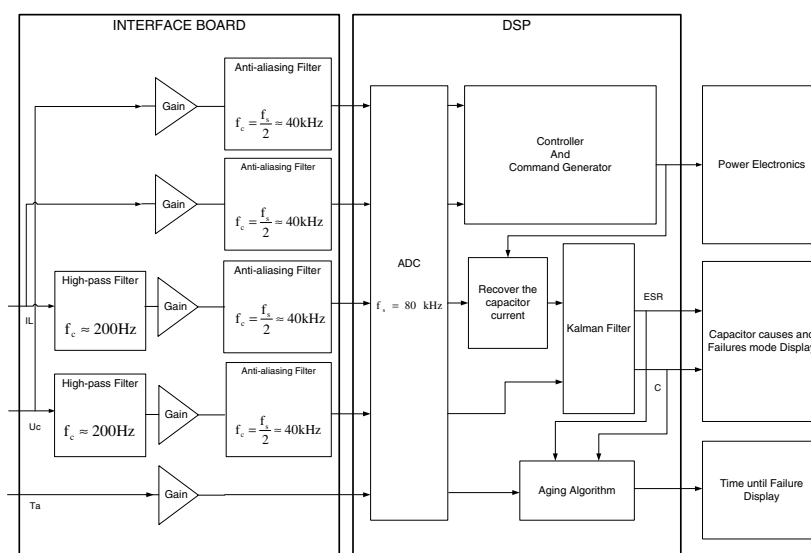 INTERFACE BOARD
DSP
Anti-aliasing Filter
Gain
f_c = f_s/2 ≈ 40kHz
Anti-aliasing Filter
Gain
f_c = f_s/2 ≈ 40kHz
High-pass Filter
f_c ≈ 200Hz
IL
Gain
Anti-aliasing Filter
f_c = f_s/2 ≈ 40kHz
High-pass Filter
f_c ≈ 200Hz
Uc
Gain
Anti-aliasing Filter
f_c = f_s/2 ≈ 40kHz
Ta
Gain
ADC
f_s = 80 kHz
Controller
And
Command Generator
Recover the
capacitor
current
Kalman Filter
ESR
C
Aging Algorithm
Power Electronics
Capacitor causes and
Failures mode Display
Time until Failure
Display